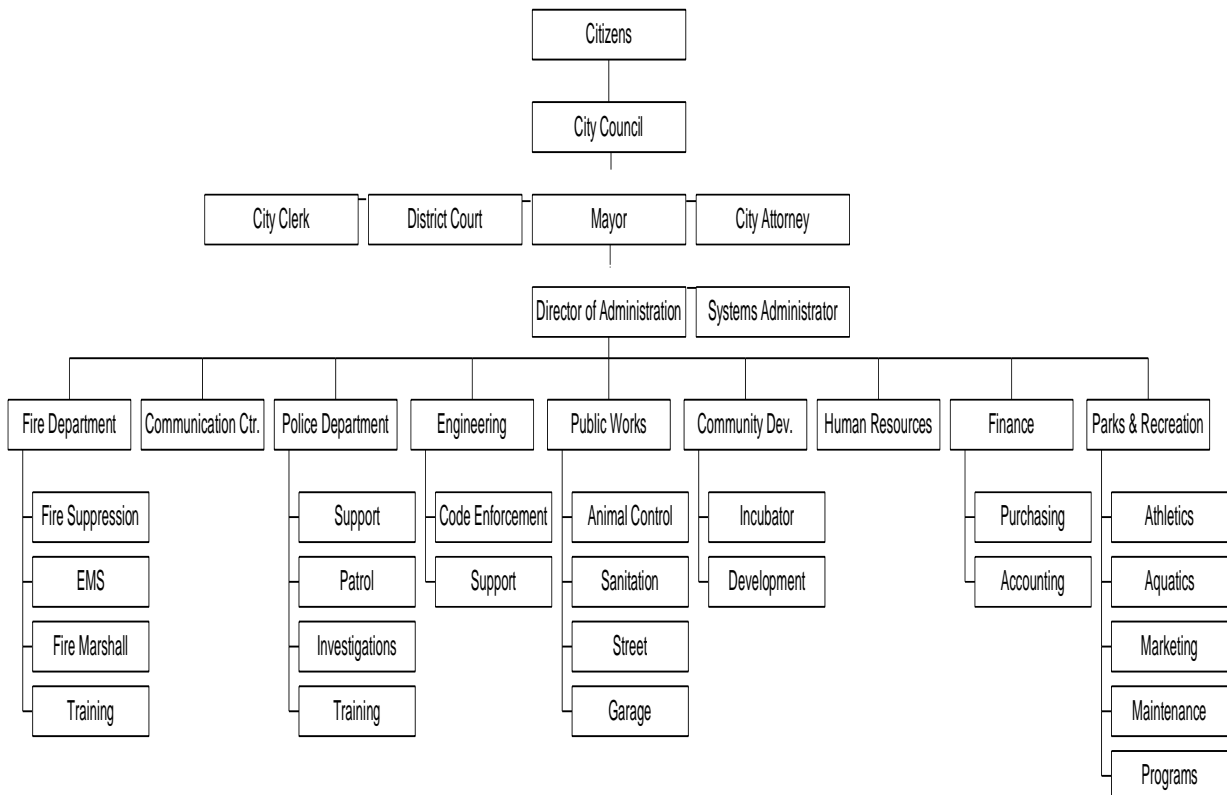 Citizens
City Council
City Clerk
District Court
Mayor
City Attorney
Director of Administration
Systems Administrator
Fire Department
Communication Ctr.
Police Department
Engineering
Public Works
Community Dev.
Human Resources
Finance
Parks & Recreation
Fire Suppression
Support
Code Enforcement
Animal Control
Incubator
Purchasing
Athletics
EMS
Patrol
Support
Sanitation
Development
Accounting
Aquatics
Fire Marshall
Investigations
Street
Marketing
Training
Training
Garage
Maintenance
Programs